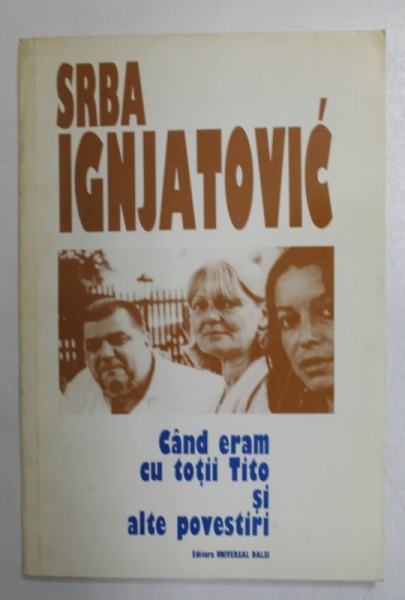 SRBA
IGNJATOVIĆ
Când eram
cu toții Tito
și
alte povestiri
Editura UNIVERSAL DALSI